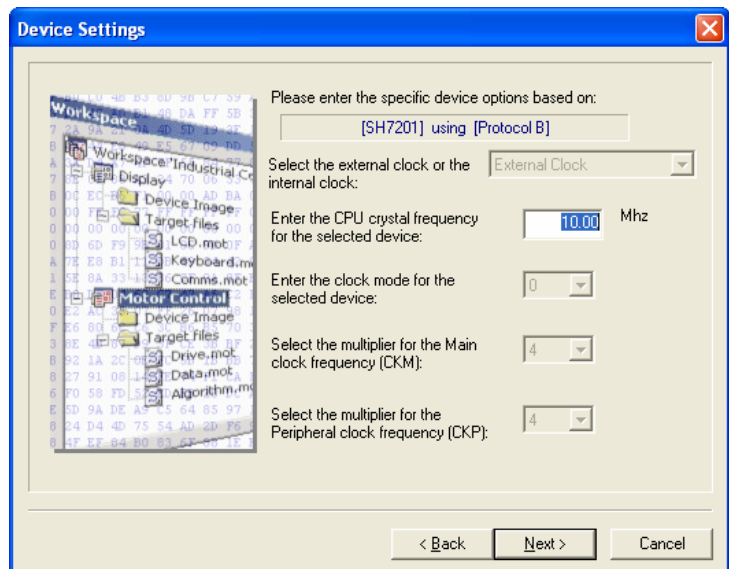 Device Settings
Please enter the specific device options based on:
[SH7201] using [Protocol B]
Select the external clock or the
internal clock:
External Clock
Enter the CPU crystal frequency
for the selected device:
10.00 Mhz
Enter the clock mode for the
selected device:
0
Select the multiplier for the Main
clock frequency (CKM):
4
Select the multiplier for the
Peripheral clock frequency (CKP):
4
Workspace
Workspace 'Industrial Co
Display
Device Image
Target files
LCD.mot
Keyboard.m
Comms.mot
Motor Control
Device Image
Target files
Drive.mot
Data.mot
Algorithm.mo
< Back
Next >
Cancel